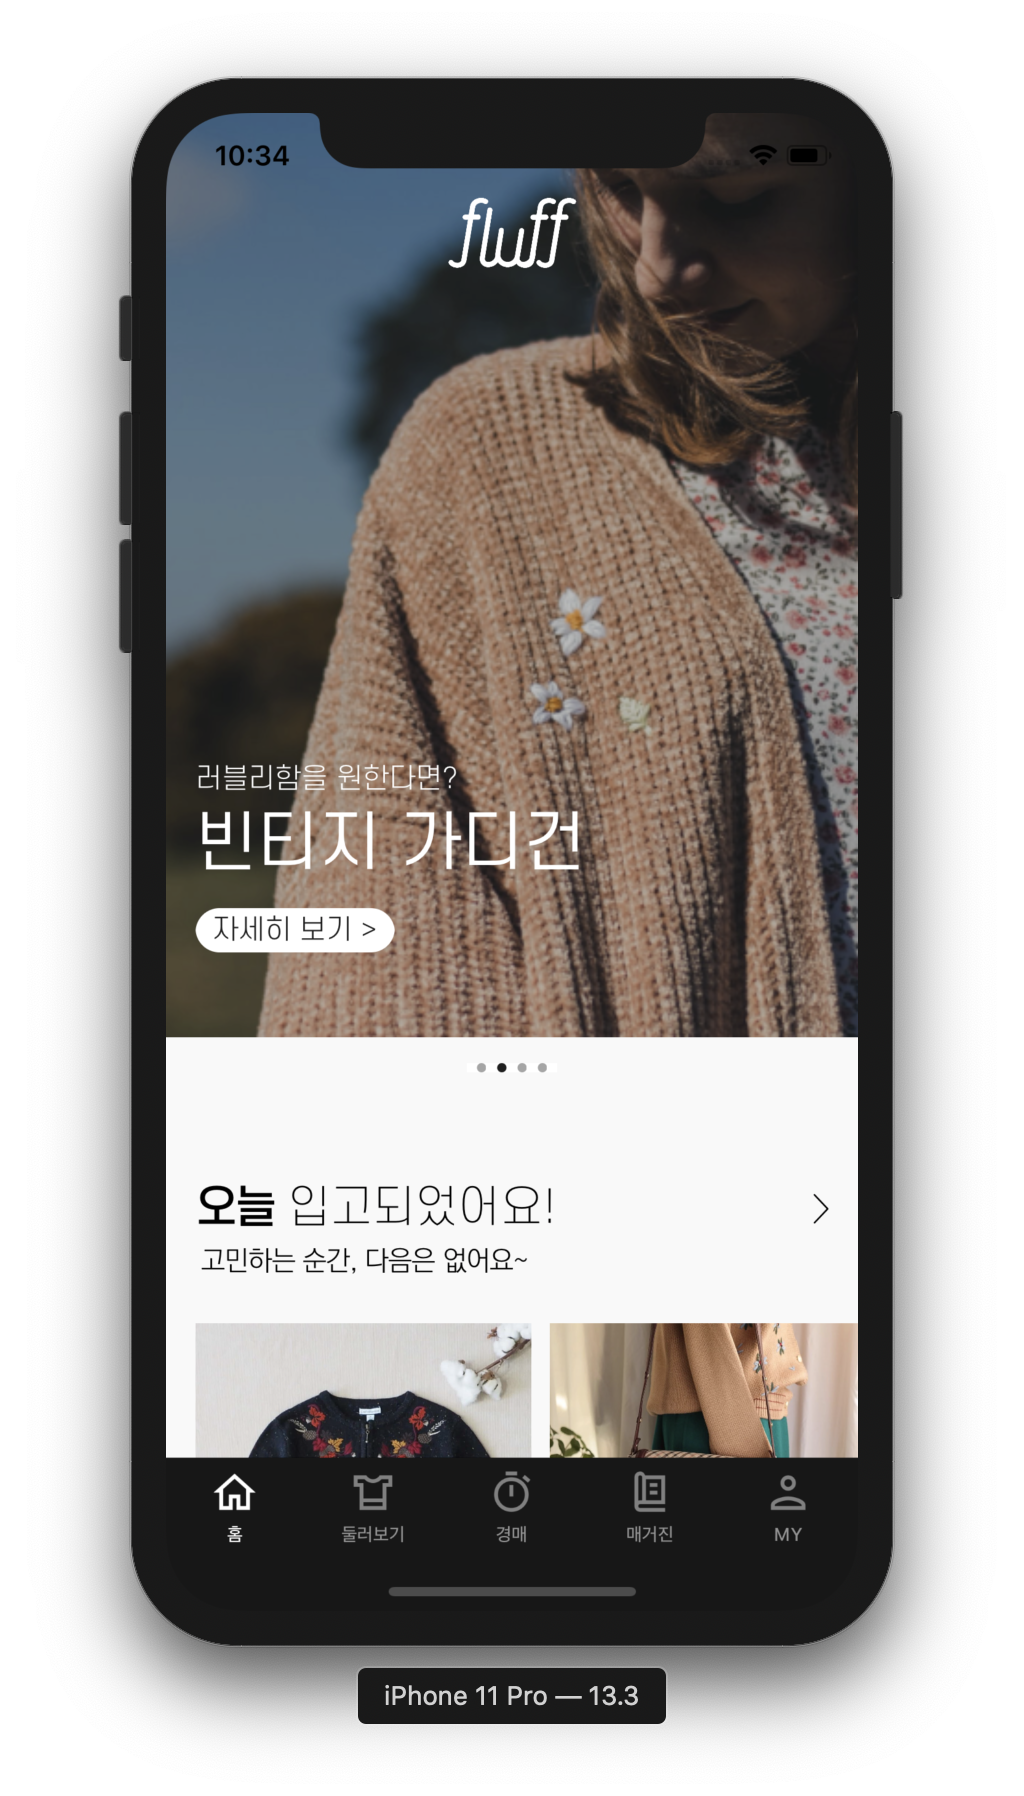 10:34
fluff
러블리함을 원한다면?
빈티지 가디건
자세히 보기 >
오늘 입고되었어요!
고민하는 순간, 다음은 없어요~
홈
둘러보기
경매
매거진
MY
iPhone 11 Pro — 13.3